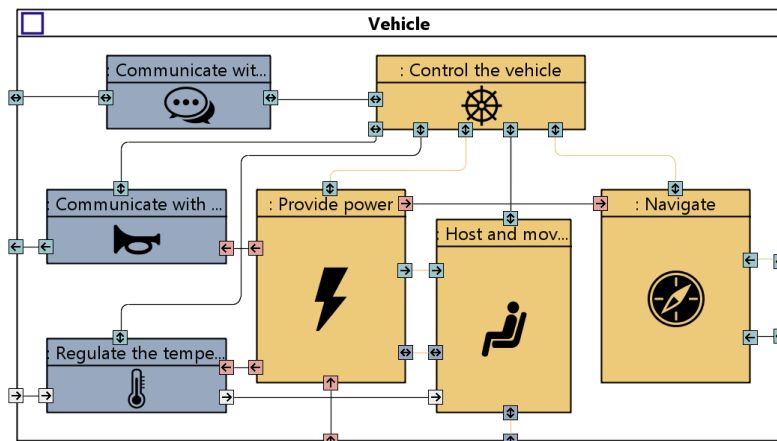 Vehicle
: Communicate wit...
: Control the vehicle
: Communicate with ...
: Provide power
: Navigate
: Host and mov...
: Regulate the tempe...